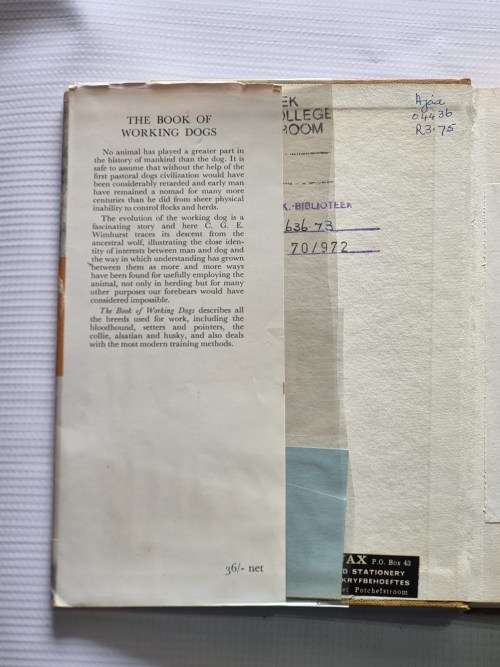 THE BOOK OF
WORKING DOGS
No animal has played a greater part in
the history of mankind than the dog. It is
safe to assume that without the help of the
first pastoral dogs civilization would have
been considerably retarded and early man
have remained a nomad for many more
centuries than he did from sheer physical
inability to control flocks and herds.
The evolution of the working dog is a
fascinating story and here C. G. E.
Wimhurst traces its descent from the
ancestral wolf, illustrating the close iden-
tity of interests between man and dog and
the way in which understanding has grown
between them as more and more ways
have been found for usefully employing the
animal, not only in herding but for many
other purposes our forebears would have
considered impossible.
The Book of Working Dogs describes all
the breeds used for work, including the
bloodhound, setters and pointers, the
collie, alsatian and husky, and also deals
with the most modern training methods.
36/- net
EK
OLLEGE
ROOM
K.-BIBLIOTEEK
636.73
70/972
Ajax
04436
R3.75
AX P.O. Box 43
D STATIONERY
KRYFBEHOEFTES
et Potchefstroom